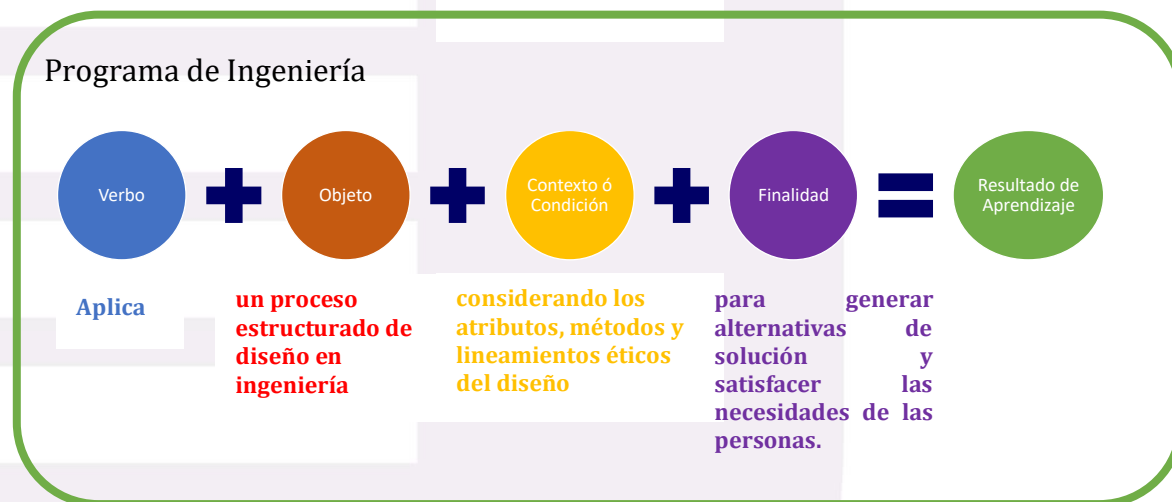 Programa de Ingeniería
Verbo
Objeto
Contexto ó
Condición
Finalidad
Resultado de
Aprendizaje
Aplica
un proceso
estructurado de
diseño en
ingeniería
considerando los
atributos, métodos y
lineamientos éticos
del diseño
para generar
alternativas de
solución y
satisfacer las
necesidades de las
personas.